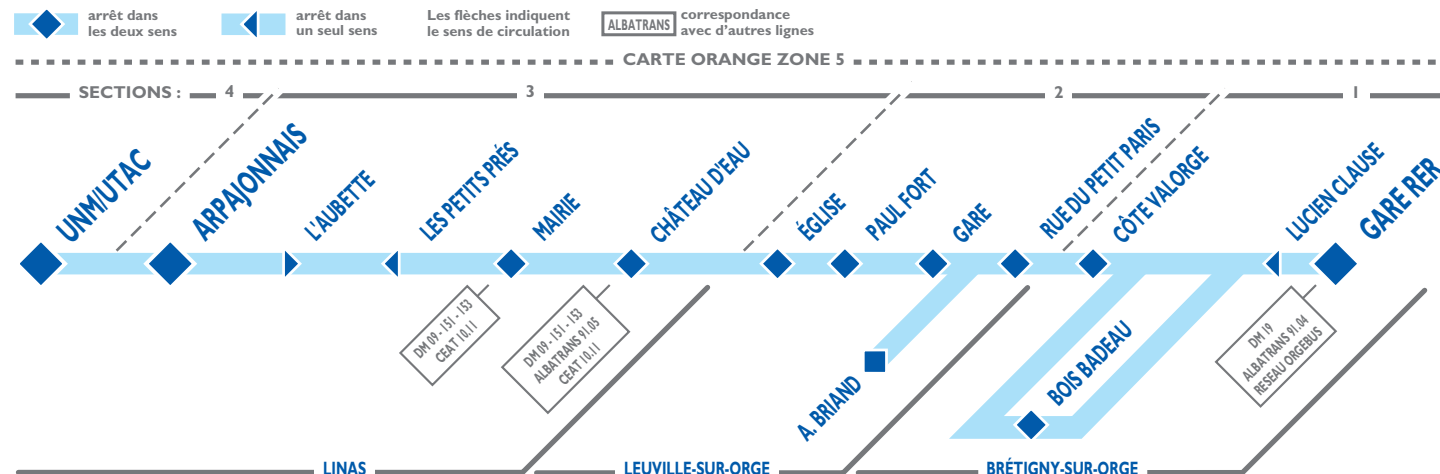 arrêt dans
les deux sens
arrêt dans
un seul sens
Les flèches indiquent
le sens de circulation
ALBATRANS
correspondance
avec d'autres lignes
CARTE ORANGE ZONE 5
SECTIONS : 4 3 2 1
UNM/UTAC
ARPAJONNAIS
L'AUBETTE
LES PETITS PRÉS
MAIRIE
CHÂTEAU D'EAU
ÉGLISE
PAUL FORT
GARE
RUE DU PETIT PARIS
CÔTE VALORGE
LUCIEN CLAUSE
GARE RER
DM 09 - 151 - 153
CEAT 10.11
DM 09 - 151 - 153
ALBATRANS 91.05
CEAT 10.11
A. BRIAND
BOIS BADEAU
DM 19
ALBATRANS 91.04
RESEAU ORGEBUS
LINAS
LEUVILLE-SUR-ORGE
BRÉTIGNY-SUR-ORGE